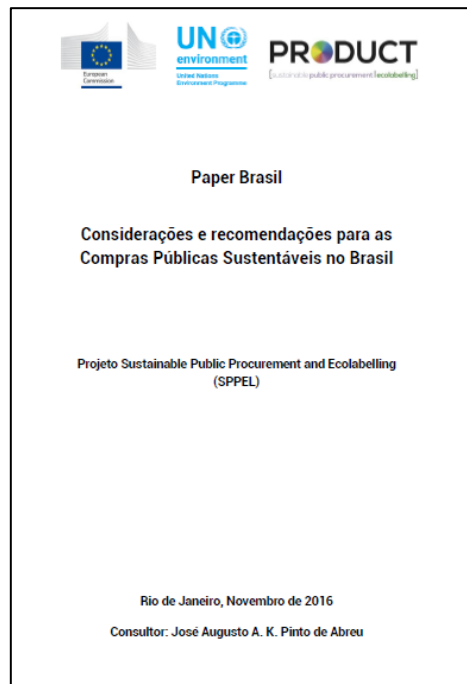 European
Commission
UN
environment
United Nations
Environment Programme
PRODUCT
[sustainable public procurement | ecolabelling]
Paper Brasil
Considerações e recomendações para as
Compras Públicas Sustentáveis no Brasil
Projeto Sustainable Public Procurement and Ecolabelling
(SPPEL)
Rio de Janeiro, Novembro de 2016
Consultor: José Augusto A. K. Pinto de Abreu